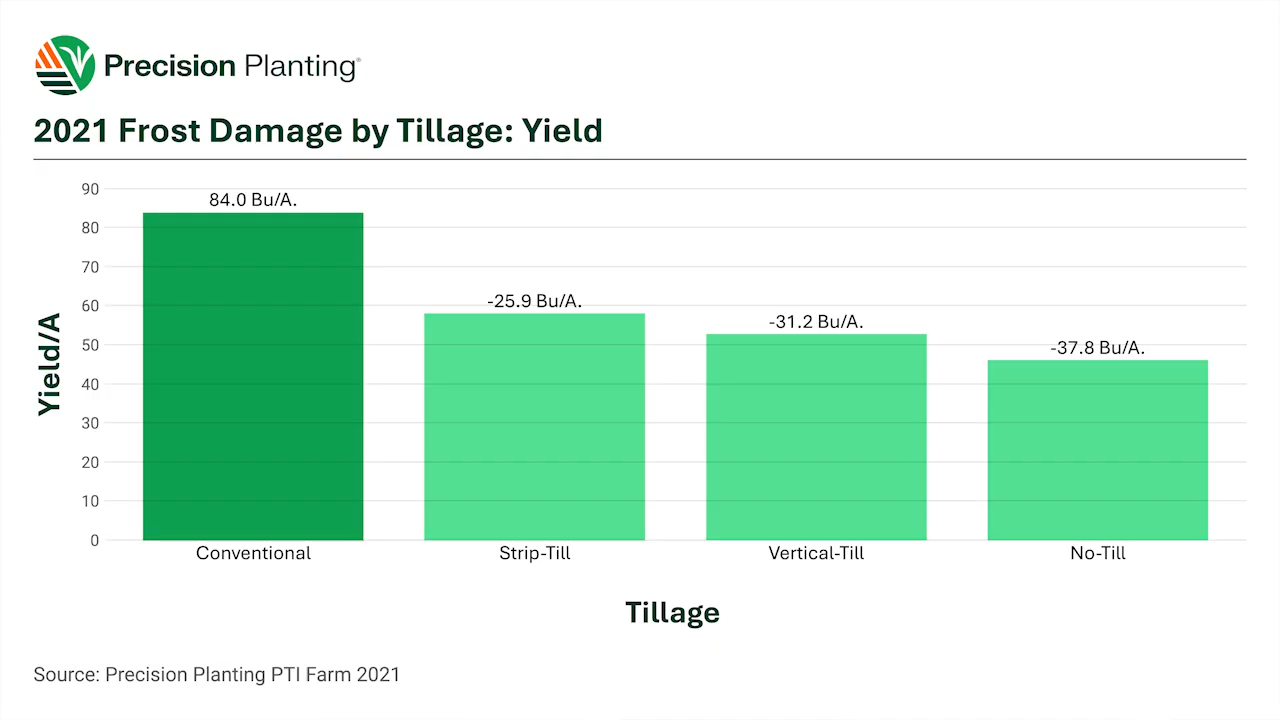 Precision Planting®
2021 Frost Damage by Tillage: Yield
90
80
70
60
50
40
30
20
10
0
Yield/A
84.0 Bu/A.
-25.9 Bu/A.
-31.2 Bu/A.
-37.8 Bu/A.
Conventional
Strip-Till
Vertical-Till
No-Till
Tillage
Source: Precision Planting PTI Farm 2021